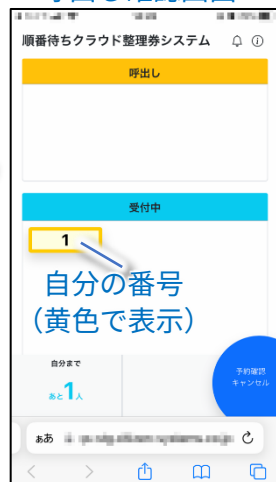 順番待ちクラウド整理券システム
呼出し
受付中
1
自分の番号
（黄色で表示）
自分まで
あと1人
予約確認
キャンセル
ああ